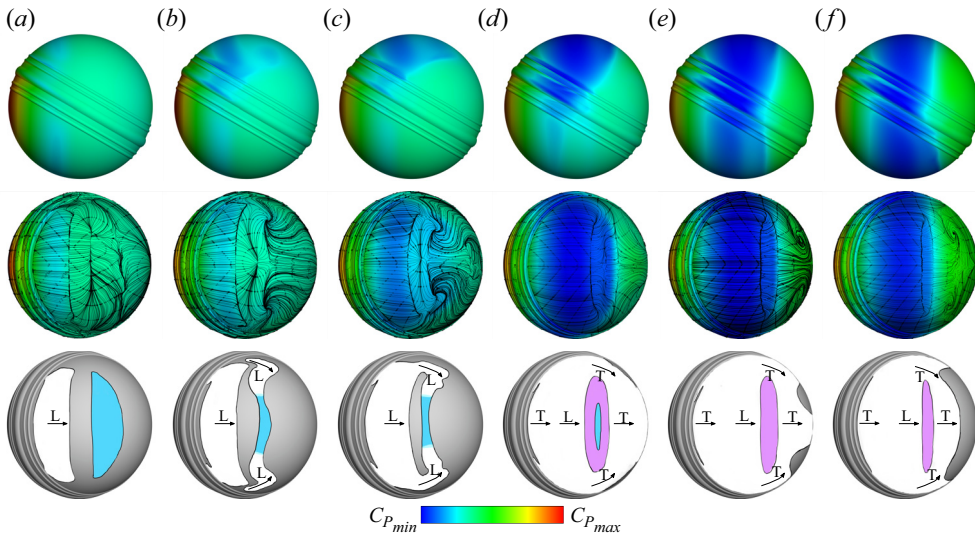 (a) (b) (c) (d) (e) (f)
L
L L L
L L L
T L T T T
T T T T
T L T T
C_{P_{min}} C_{P_{max}}